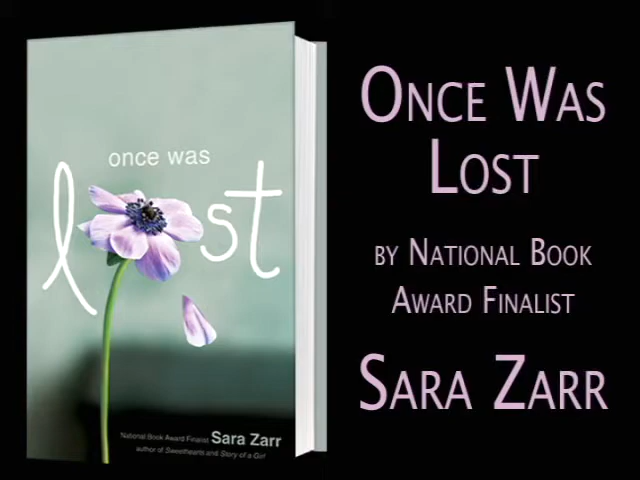 once was
lost
National Book Award Finalist Sara Zarr
author of Sweethearts and Story of a Girl
ONCE WAS
LOST
BY NATIONAL BOOK
AWARD FINALIST
SARA ZARR